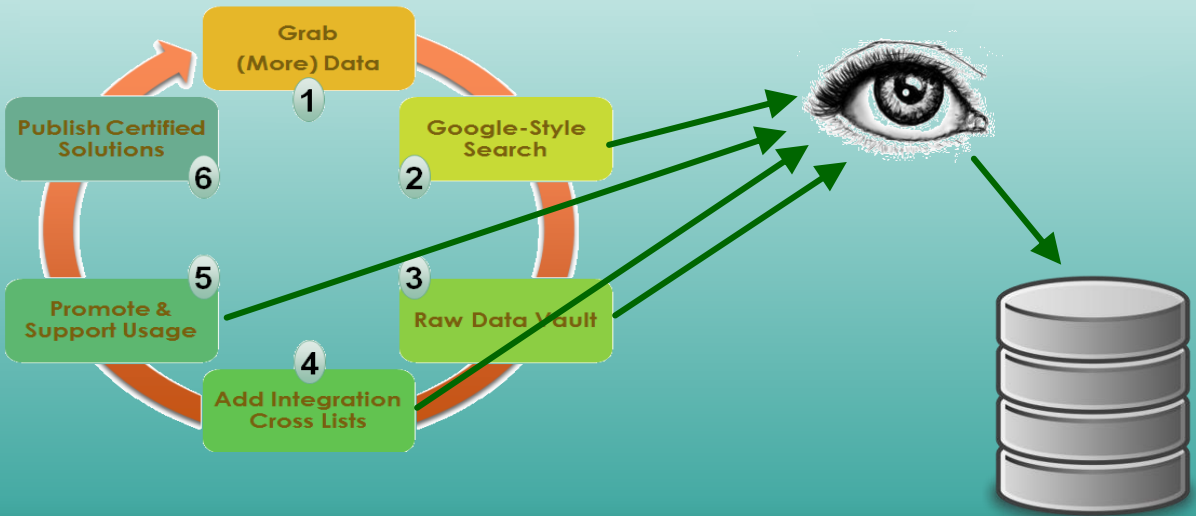 Grab
(More) Data
1
Google-Style
Search
2
3
Raw Data Vault
4
Add Integration
Cross Lists
5
Promote &
Support Usage
Publish Certified
Solutions
6